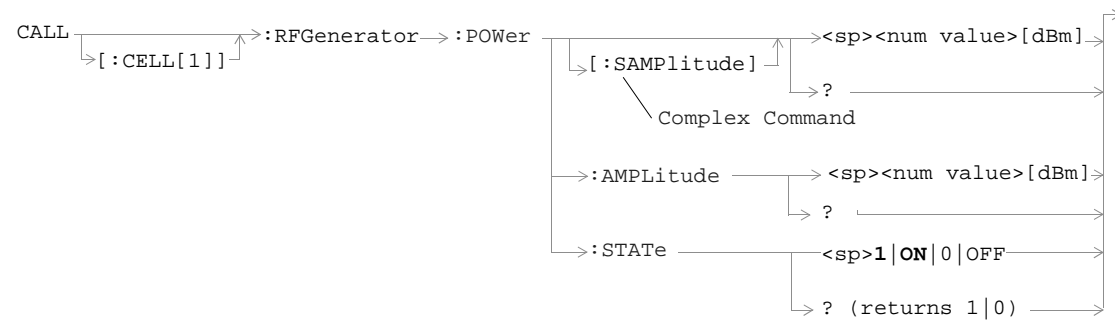 CALL :RFGenerator :POWer <sp><num value>[dBm]
[:CELL[1]] [:SAMPlitude]
?
Complex Command
:AMPLitude <sp><num value>[dBm]
?
:STATe <sp>1|ON|0|OFF
? (returns 1|0)